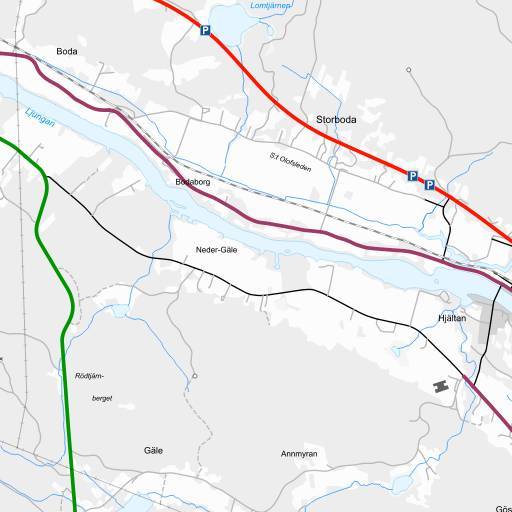 Lomtjärnen
P
Boda
Ljungan
Storboda
S:t Olofsleden
P
P
Bodaborg
Neder-Gäle
Hjältan
Rödtjärn-
berget
Gäle
Annmyran
Gös